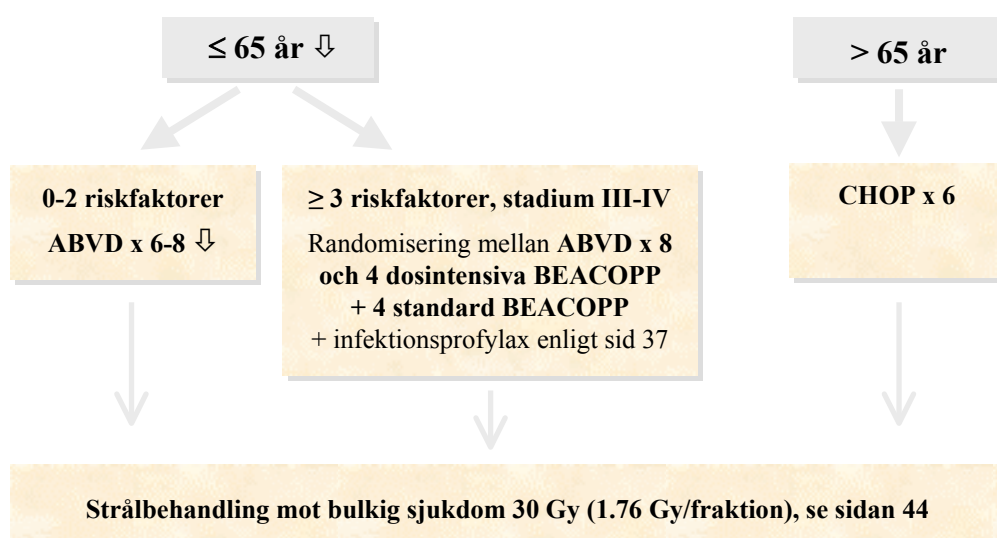 ≤ 65 år ⇩
> 65 år
0-2 riskfaktorer
ABVD x 6-8 ⇩
≥ 3 riskfaktorer, stadium III-IV
Randomisering mellan ABVD x 8
och 4 dosintensiva BEACOPP
+ 4 standard BEACOPP
+ infektionsprofylax enligt sid 37
CHOP x 6
Strålbehandling mot bulkig sjukdom 30 Gy (1.76 Gy/fraktion), se sidan 44